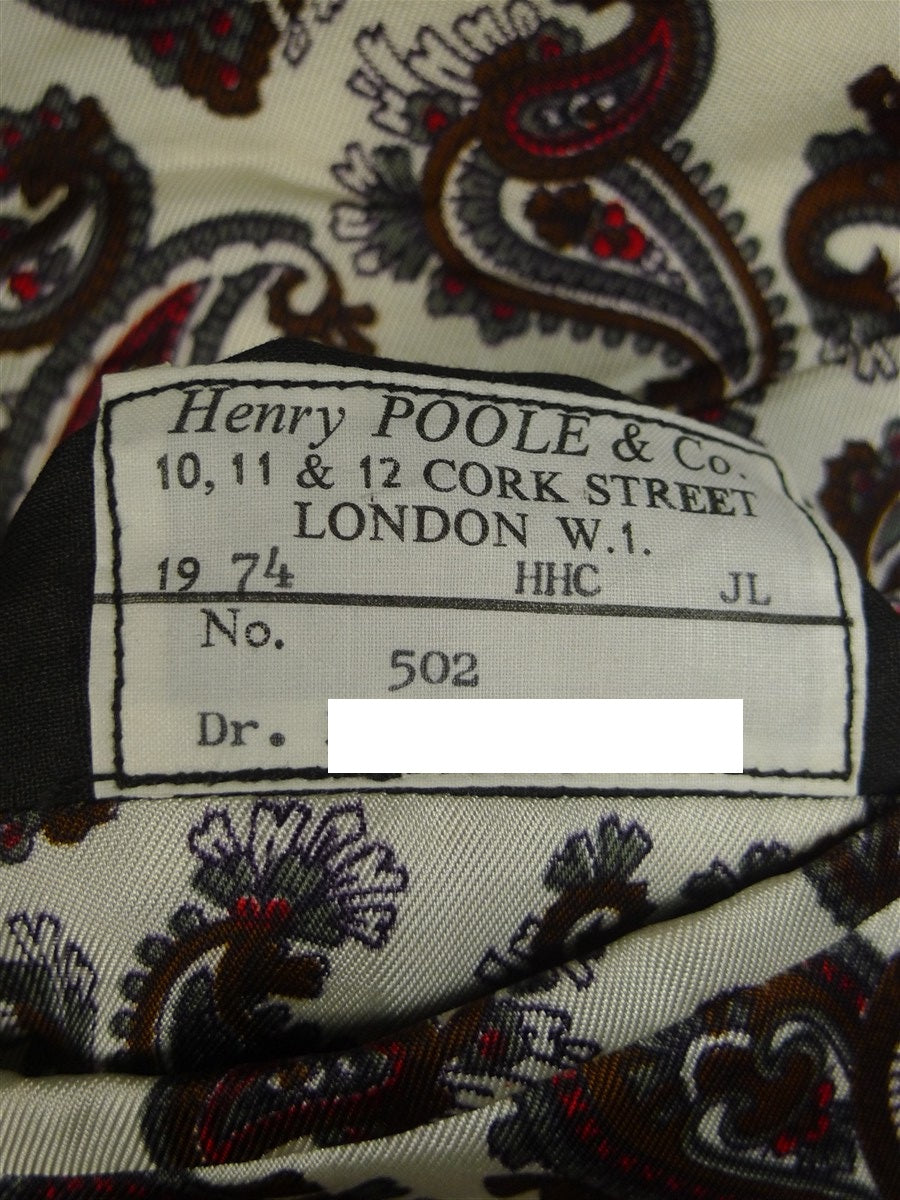 Henry POOLE & Co.
10, 11 & 12 CORK STREET
LONDON W.1.
19 74 HHC JL
No.
502
Dr.